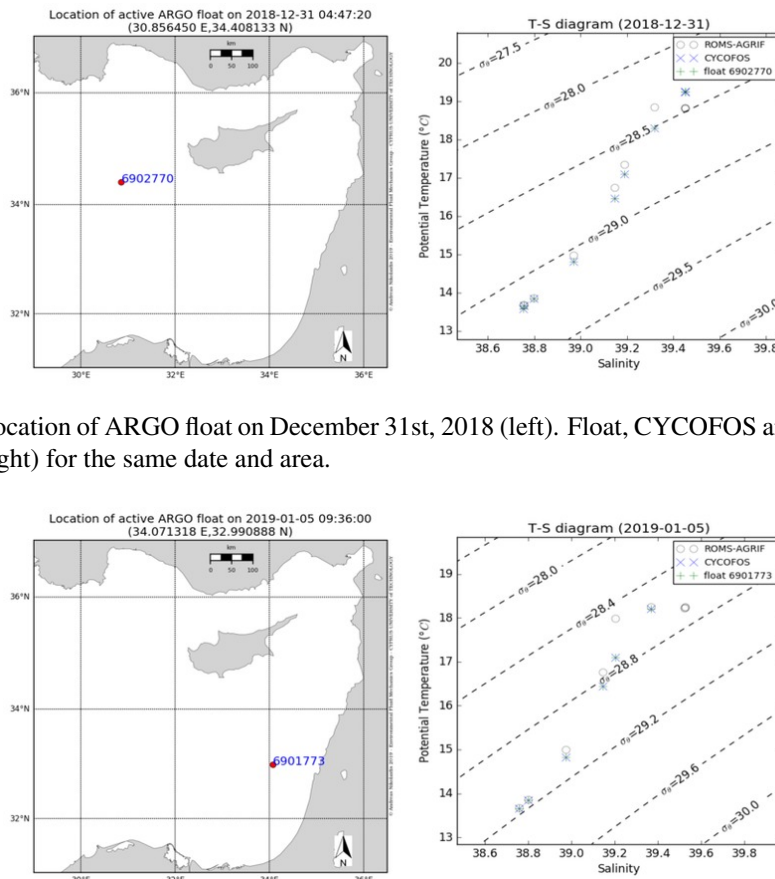 Location of active ARGO float on 2018-12-31 04:47:20
(30.856450 E,34.408133 N)
km
0 50 100
36°N
34°N
32°N
30°E 32°E 34°E 36°E
6902770
N
T-S diagram (2018-12-31)
ROMS-AGRIF
CYCOFOS
float 6902770
σθ=27.5
σθ=28.0
σθ=28.5
σθ=29.0
σθ=29.5
σθ=30.0
Potential Temperature (°C)
20
19
18
17
16
15
14
13
38.6 38.8 39.0 39.2 39.4 39.6 39.8
Salinity
ocation of ARGO float on December 31st, 2018 (left). Float, CYCOFOS a
ght) for the same date and area.
Location of active ARGO float on 2019-01-05 09:36:00
(34.071318 E,32.990888 N)
km
0 50 100
36°N
34°N
32°N
6901773
N
T-S diagram (2019-01-05)
ROMS-AGRIF
CYCOFOS
float 6901773
σθ=28.0
σθ=28.4
σθ=28.8
σθ=29.2
σθ=29.6
σθ=30.0
Potential Temperature (°C)
19
18
17
16
15
14
13
38.6 38.8 39.0 39.2 39.4 39.6 39.8
Salinity